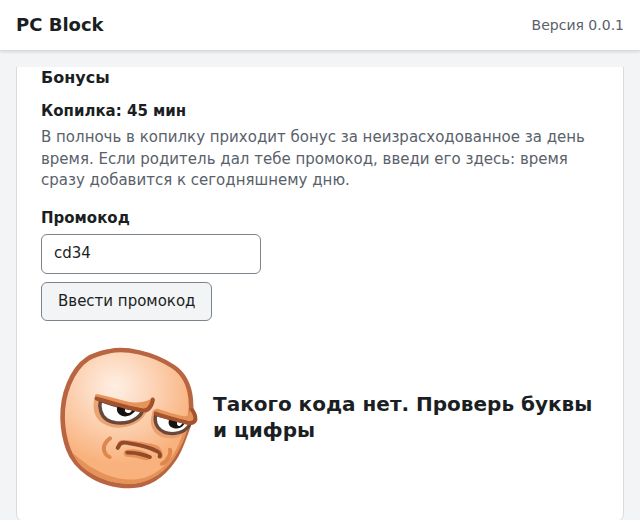 PC Block
Версия 0.0.1
Бонусы
Копилка: 45 мин
В полночь в копилку приходит бонус за неизрасходованное за день
время. Если родитель дал тебе промокод, введи его здесь: время
сразу добавится к сегодняшнему дню.
Промокод
cd34
Ввести промокод
Такого кода нет. Проверь буквы
и цифры